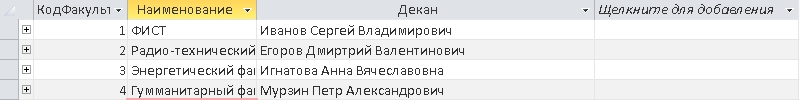 КодФакульт Наименование Декан Щелкните для добавления
1 ФИСТ Иванов Сергей Владимирович
2 Радио-технический Егоров Дмиртрий Валентинович
3 Энергетический фа Игнатова Анна Вячеславовна
4 Гумманитарный фа Мурзин Петр Александрович